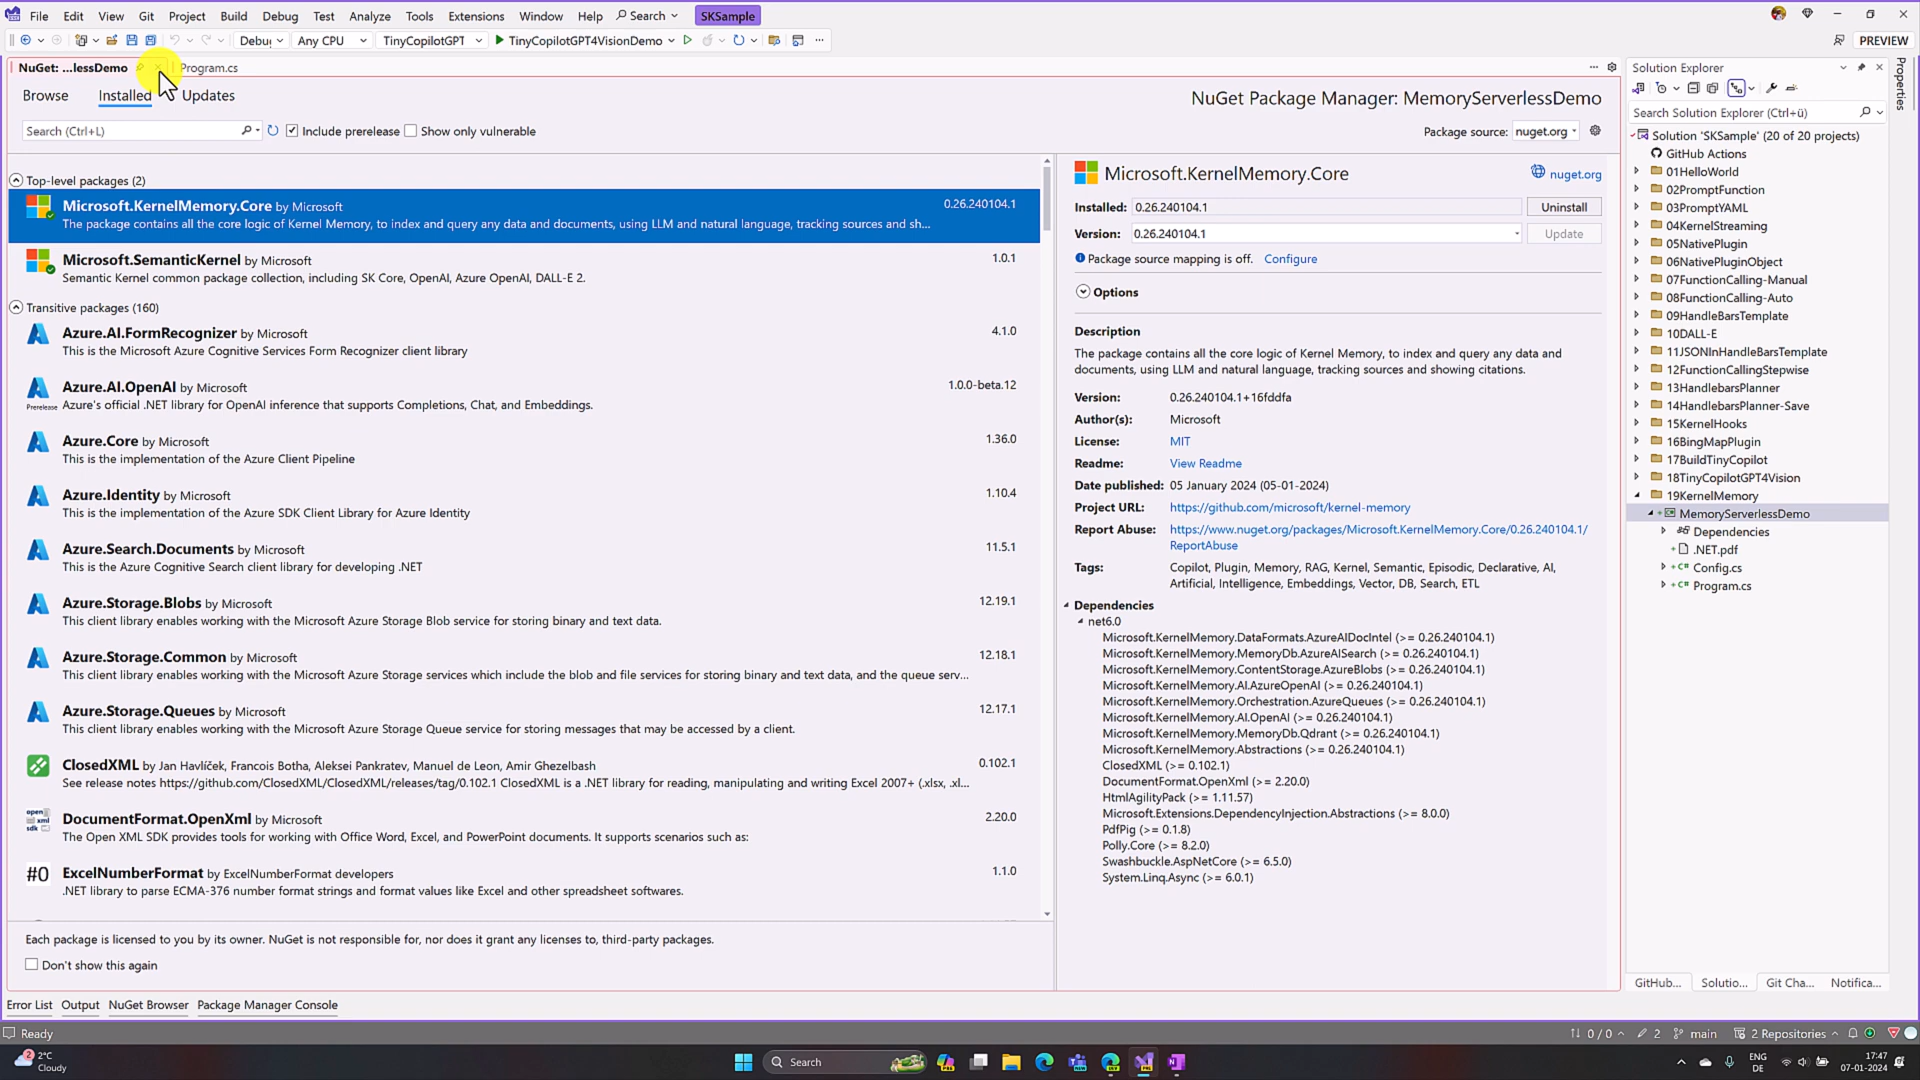 File Edit View Git Project Build Debug Test Analyze Tools Extensions Window Help Search SKSample
Debug Any CPU TinyCopilotGPT TinyCopilotGPT4VisionDemo PREVIEW
NuGet: ...lessDemo Program.cs
Browse Installed Updates
NuGet Package Manager: MemoryServerlessDemo
Search (Ctrl+L) Include prerelease Show only vulnerable
Package source: nuget.org
Top-level packages (2)
Microsoft.KernelMemory.Core by Microsoft 0.26.240104.1
The package contains all the core logic of Kernel Memory, to index and query any data and documents, using LLM and natural language, tracking sources and sh...
Microsoft.SemanticKernel by Microsoft 1.0.1
Semantic Kernel common package collection, including SK Core, OpenAI, Azure OpenAI, DALL-E 2.
Transitive packages (160)
Azure.AI.FormRecognizer by Microsoft 4.1.0
This is the Microsoft Azure Cognitive Services Form Recognizer client library
Azure.AI.OpenAI by Microsoft 1.0.0-beta.12
Prerelease Azure's official .NET library for OpenAI inference that supports Completions, Chat, and Embeddings.
Azure.Core by Microsoft 1.36.0
This is the implementation of the Azure Client Pipeline
Azure.Identity by Microsoft 1.10.4
This is the implementation of the Azure SDK Client Library for Azure Identity
Azure.Search.Documents by Microsoft 11.5.1
This is the Azure Cognitive Search client library for developing .NET
Azure.Storage.Blobs by Microsoft 12.19.1
This client library enables working with the Microsoft Azure Storage Blob service for storing binary and text data.
Azure.Storage.Common by Microsoft 12.18.1
This client library enables working with the Microsoft Azure Storage services which include the blob and file services for storing binary and text data, and the queue serv...
Azure.Storage.Queues by Microsoft 12.17.1
This client library enables working with the Microsoft Azure Storage Queue service for storing messages that may be accessed by a client.
ClosedXML by Jan Havlíček, Francois Botha, Aleksei Pankratev, Manuel de Leon, Amir Ghezelbash 0.102.1
See release notes https://github.com/ClosedXML/ClosedXML/releases/tag/0.102.1 ClosedXML is a .NET library for reading, manipulating and writing Excel 2007+ (.xlsx, .xl...
open xml sdk
DocumentFormat.OpenXml by Microsoft 2.20.0
The Open XML SDK provides tools for working with Office Word, Excel, and PowerPoint documents. It supports scenarios such as:
#0 ExcelNumberFormat by ExcelNumberFormat developers 1.1.0
.NET library to parse ECMA-376 number format strings and format values like Excel and other spreadsheet softwares.
Each package is licensed to you by its owner. NuGet is not responsible for, nor does it grant any licenses to, third-party packages.
Don't show this again
Microsoft.KernelMemory.Core nuget.org
Installed: 0.26.240104.1 Uninstall
Version: 0.26.240104.1 Update
Package source mapping is off. Configure
Options
Description
The package contains all the core logic of Kernel Memory, to index and query any data and
documents, using LLM and natural language, tracking sources and showing citations.
Version: 0.26.240104.1+16fddfa
Author(s): Microsoft
License: MIT
Readme: View Readme
Date published: 05 January 2024 (05-01-2024)
Project URL: https://github.com/microsoft/kernel-memory
Report Abuse: https://www.nuget.org/packages/Microsoft.KernelMemory.Core/0.26.240104.1/
ReportAbuse
Tags: Copilot, Plugin, Memory, RAG, Kernel, Semantic, Episodic, Declarative, AI,
Artificial, Intelligence, Embeddings, Vector, DB, Search, ETL
Dependencies
net6.0
Microsoft.KernelMemory.DataFormats.AzureAIDocIntel (>= 0.26.240104.1)
Microsoft.KernelMemory.MemoryDb.AzureAISearch (>= 0.26.240104.1)
Microsoft.KernelMemory.ContentStorage.AzureBlobs (>= 0.26.240104.1)
Microsoft.KernelMemory.AI.AzureOpenAI (>= 0.26.240104.1)
Microsoft.KernelMemory.Orchestration.AzureQueues (>= 0.26.240104.1)
Microsoft.KernelMemory.AI.OpenAI (>= 0.26.240104.1)
Microsoft.KernelMemory.MemoryDb.Qdrant (>= 0.26.240104.1)
Microsoft.KernelMemory.Abstractions (>= 0.26.240104.1)
ClosedXML (>= 0.102.1)
DocumentFormat.OpenXml (>= 2.20.0)
HtmlAgilityPack (>= 1.11.57)
Microsoft.Extensions.DependencyInjection.Abstractions (>= 8.0.0)
PdfPig (>= 0.1.8)
Polly.Core (>= 8.2.0)
Swashbuckle.AspNetCore (>= 6.5.0)
System.Linq.Async (>= 6.0.1)
Solution Explorer
Search Solution Explorer (Ctrl+ü)
Solution 'SKSample' (20 of 20 projects)
GitHub Actions
01HelloWorld
02PromptFunction
03PromptYAML
04KernelStreaming
05NativePlugin
06NativePluginObject
07FunctionCalling-Manual
08FunctionCalling-Auto
09HandleBarsTemplate
10DALL-E
11JSONInHandleBarsTemplate
12FunctionCallingStepwise
13HandlebarsPlanner
14HandlebarsPlanner-Save
15KernelHooks
16BingMapPlugin
17BuildTinyCopilot
18TinyCopilotGPT4Vision
19KernelMemory
MemoryServerlessDemo
Dependencies
.NET.pdf
Config.cs
Program.cs
GitHub... Solutio... Git Cha... Notifica...
Properties
Error List Output NuGet Browser Package Manager Console
Ready 0 / 0 2 main 2 Repositories
2 2°C
Cloudy
Search
ENG
DE
17:47
07-01-2024